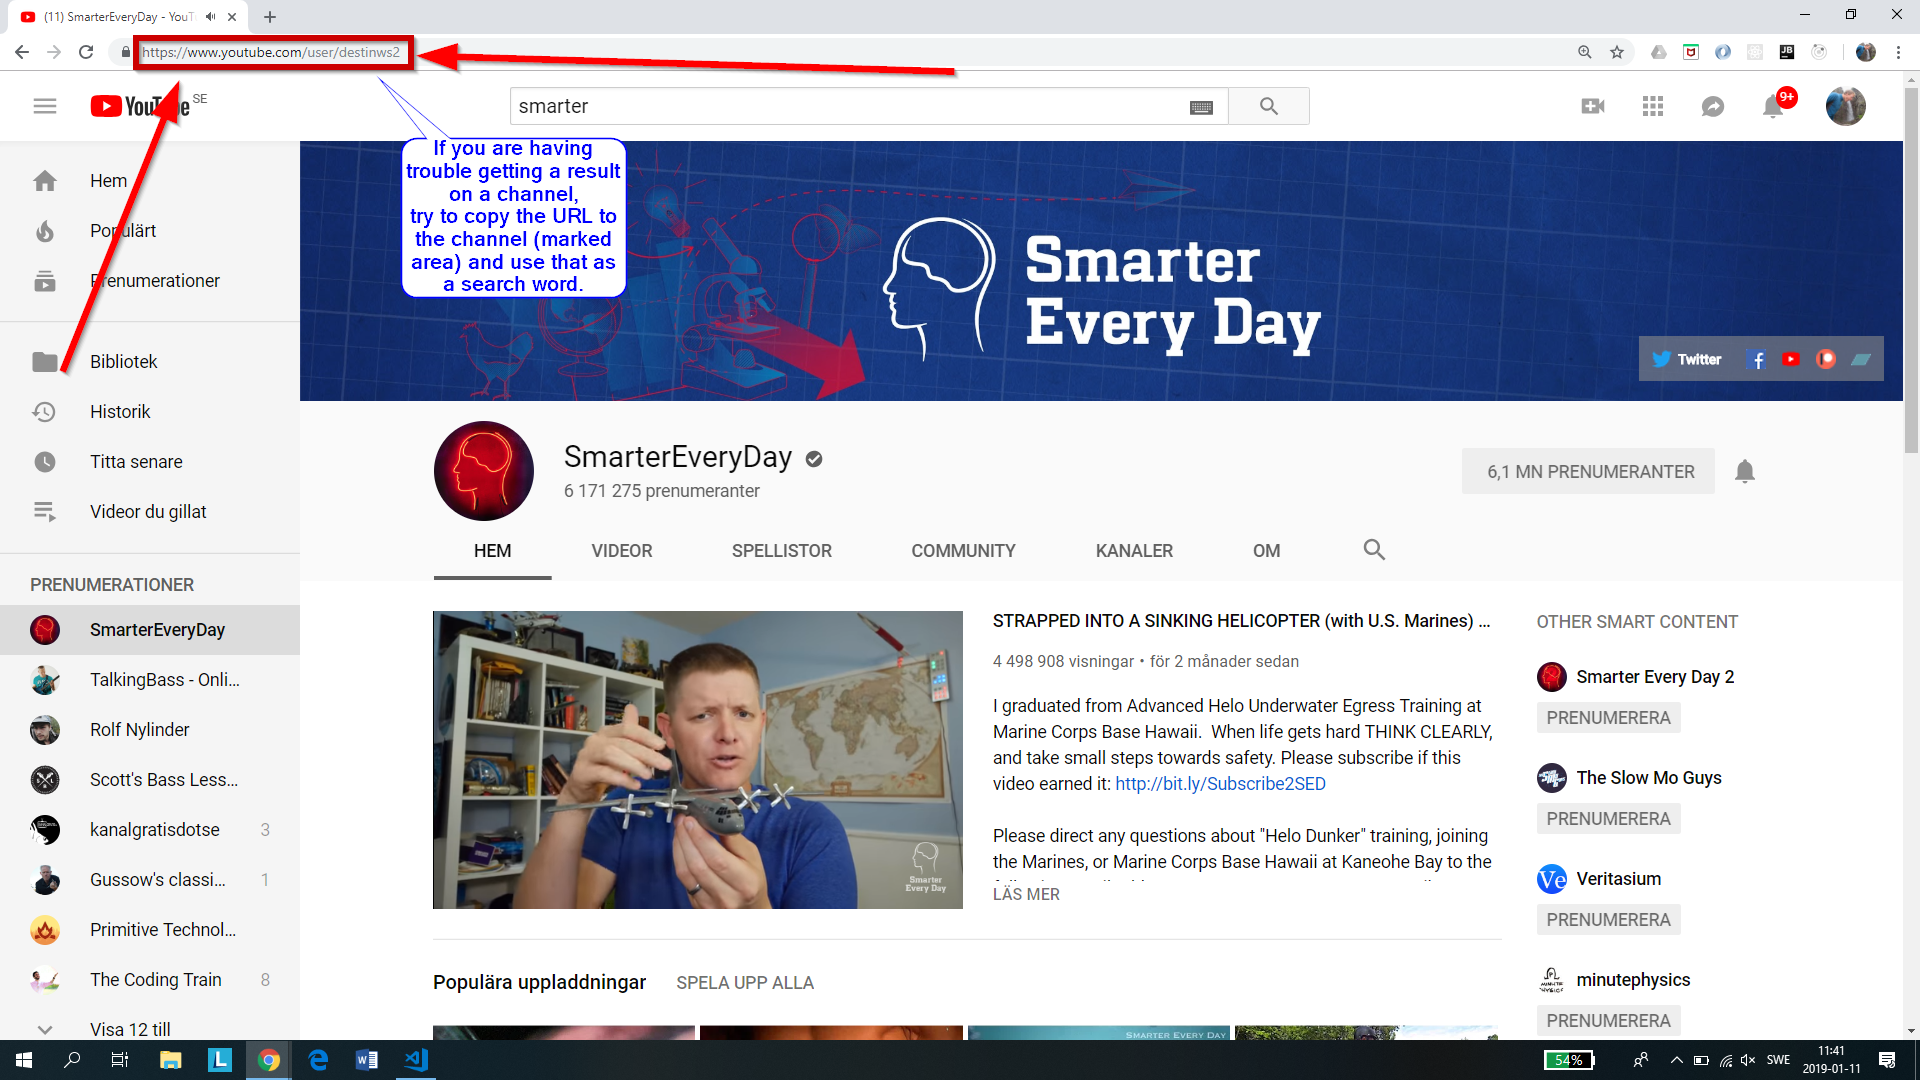 (11) SmarterEveryDay - YouT
https://www.youtube.com/user/destinws2
JB
YouTube SE
smarter
9+
If you are having
trouble getting a result
on a channel,
try to copy the URL to
the channel (marked
area) and use that as
a search word.
Hem
Populärt
Prenumerationer
Bibliotek
Historik
Titta senare
Videor du gillat
PRENUMERATIONER
SmarterEveryDay
TalkingBass - Onli...
Rolf Nylinder
Scott's Bass Less...
kanalgratisdotse 3
Gussow's classi... 1
Primitive Technol...
The Coding Train 8
Visa 12 till
Smarter
Every Day
Twitter
SmarterEveryDay
6 171 275 prenumeranter
6,1 MN PRENUMERANTER
HEM VIDEOR SPELLISTOR COMMUNITY KANALER OM
Smarter
Every Day
STRAPPED INTO A SINKING HELICOPTER (with U.S. Marines) ...
4 498 908 visningar • för 2 månader sedan
I graduated from Advanced Helo Underwater Egress Training at
Marine Corps Base Hawaii. When life gets hard THINK CLEARLY,
and take small steps towards safety. Please subscribe if this
video earned it: http://bit.ly/Subscribe2SED
Please direct any questions about "Helo Dunker" training, joining
the Marines, or Marine Corps Base Hawaii at Kaneohe Bay to the
LÄS MER
OTHER SMART CONTENT
Smarter Every Day 2
PRENUMERERA
The Slow Mo Guys
PRENUMERERA
Ve
Veritasium
PRENUMERERA
minutephysics
PRENUMERERA
Populära uppladdningar SPELA UPP ALLA
SMARTER EVERY DAY
54%
SWE
11:41
2019-01-11